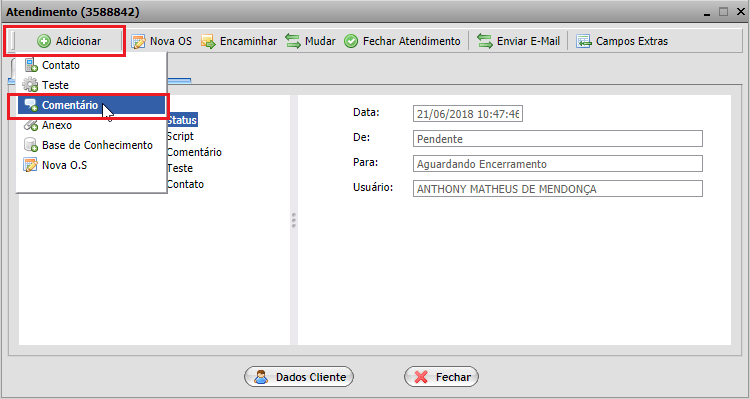 Atendimento (3588842)
Adicionar Nova OS Encaminhar Mudar Fechar Atendimento Enviar E-Mail Campos Extras
Contato
Teste
Comentário
Anexo
Base de Conhecimento
Nova O.S
Status
Script
Comentário
Teste
Contato
Data: 21/06/2018 10:47:46
De: Pendente
Para: Aguardando Encerramento
Usuário: ANTHONY MATHEUS DE MENDONÇA
Dados Cliente Fechar